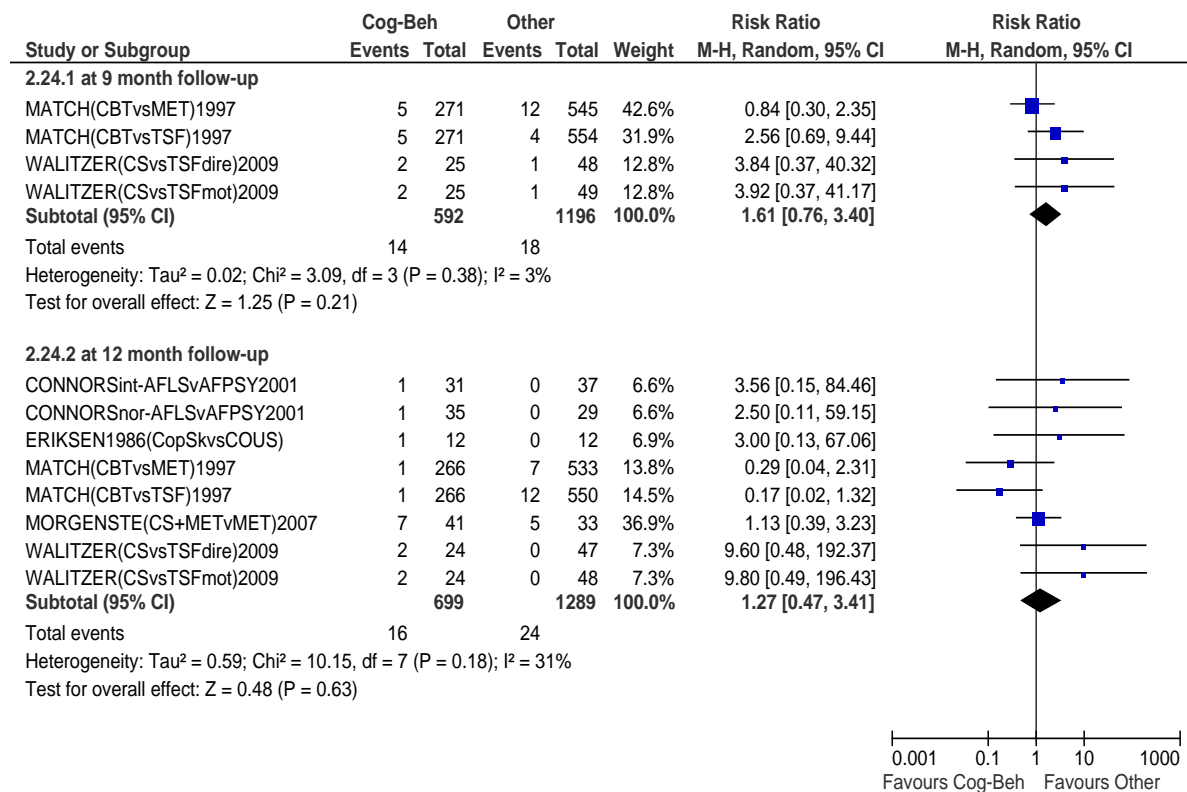 Cog-Beh Other Risk Ratio Risk Ratio
Study or Subgroup Events Total Events Total Weight M-H, Random, 95% CI M-H, Random, 95% CI
2.24.1 at 9 month follow-up
MATCH(CBTvsMET)1997 5 271 12 545 42.6% 0.84 [0.30, 2.35]
MATCH(CBTvsTSF)1997 5 271 4 554 31.9% 2.56 [0.69, 9.44]
WALITZER(CSvsTSFdire)2009 2 25 1 48 12.8% 3.84 [0.37, 40.32]
WALITZER(CSvsTSFmot)2009 2 25 1 49 12.8% 3.92 [0.37, 41.17]
Subtotal (95% CI) 592 1196 100.0% 1.61 [0.76, 3.40]
Total events 14 18
Heterogeneity: Tau² = 0.02; Chi² = 3.09, df = 3 (P = 0.38); I² = 3%
Test for overall effect: Z = 1.25 (P = 0.21)
2.24.2 at 12 month follow-up
CONNORSint-AFLSvAFPSY2001 1 31 0 37 6.6% 3.56 [0.15, 84.46]
CONNORSnor-AFLSvAFPSY2001 1 35 0 29 6.6% 2.50 [0.11, 59.15]
ERIKSEN1986(CopSkvsCOUS) 1 12 0 12 6.9% 3.00 [0.13, 67.06]
MATCH(CBTvsMET)1997 1 266 7 533 13.8% 0.29 [0.04, 2.31]
MATCH(CBTvsTSF)1997 1 266 12 550 14.5% 0.17 [0.02, 1.32]
MORGENSTE(CS+METvMET)2007 7 41 5 33 36.9% 1.13 [0.39, 3.23]
WALITZER(CSvsTSFdire)2009 2 24 0 47 7.3% 9.60 [0.48, 192.37]
WALITZER(CSvsTSFmot)2009 2 24 0 48 7.3% 9.80 [0.49, 196.43]
Subtotal (95% CI) 699 1289 100.0% 1.27 [0.47, 3.41]
Total events 16 24
Heterogeneity: Tau² = 0.59; Chi² = 10.15, df = 7 (P = 0.18); I² = 31%
Test for overall effect: Z = 0.48 (P = 0.63)
0.001 0.1 1 10 1000
Favours Cog-Beh Favours Other